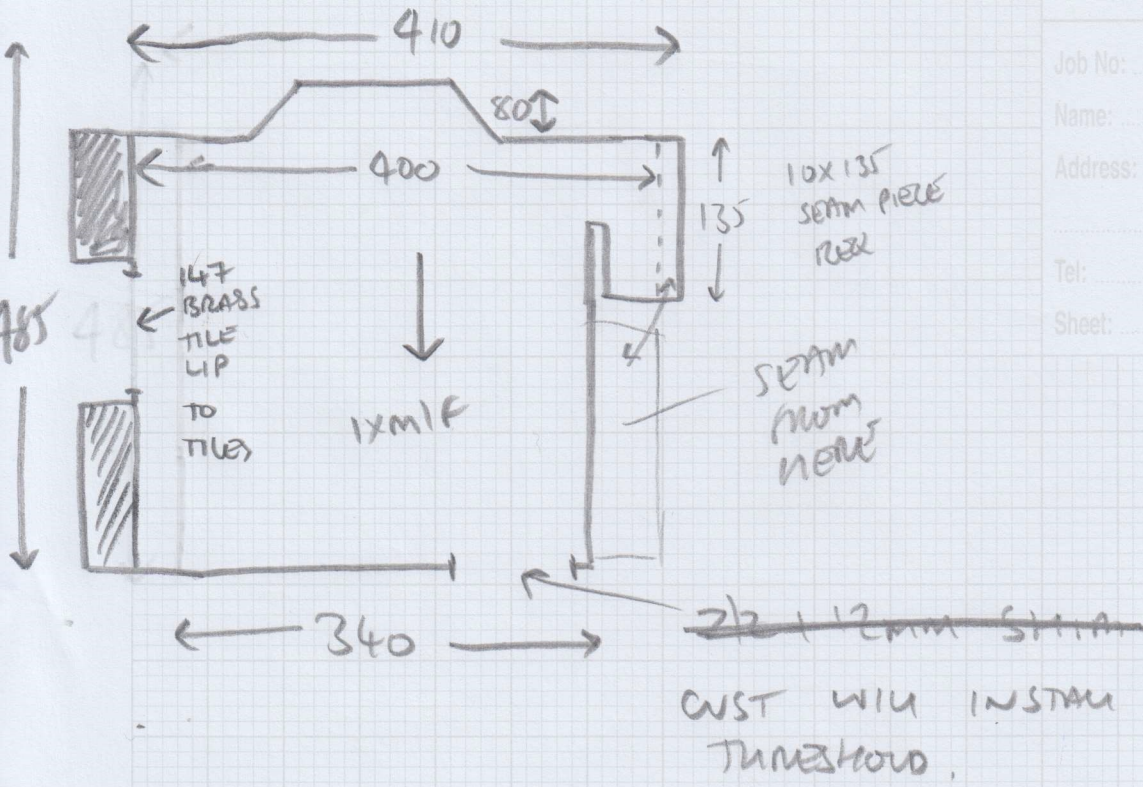 410
Job No:
Name:
80
400
Address:
10X135
SEAM PIECE
135
147
BRASS
TILE
LIP
TO
TILES
Tel:
Sheet:
485
1XM/F
SEAM
FROM
HERE
340
CUST WILL INSTALL
THRESHOLD.